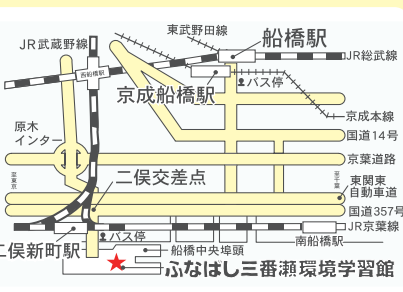 東武野田線
船橋駅
JR武蔵野線
JR総武線
西船橋駅
バス停
京成船橋駅
京成本線
原木
インター
国道14号
京葉道路
至東京
至千葉
二俣交差点
東関東
自動車道
国道357号
バス停
JR京葉線
二俣新町駅
船橋中央埠頭
南船橋駅
ふなばし三番瀬環境学習館